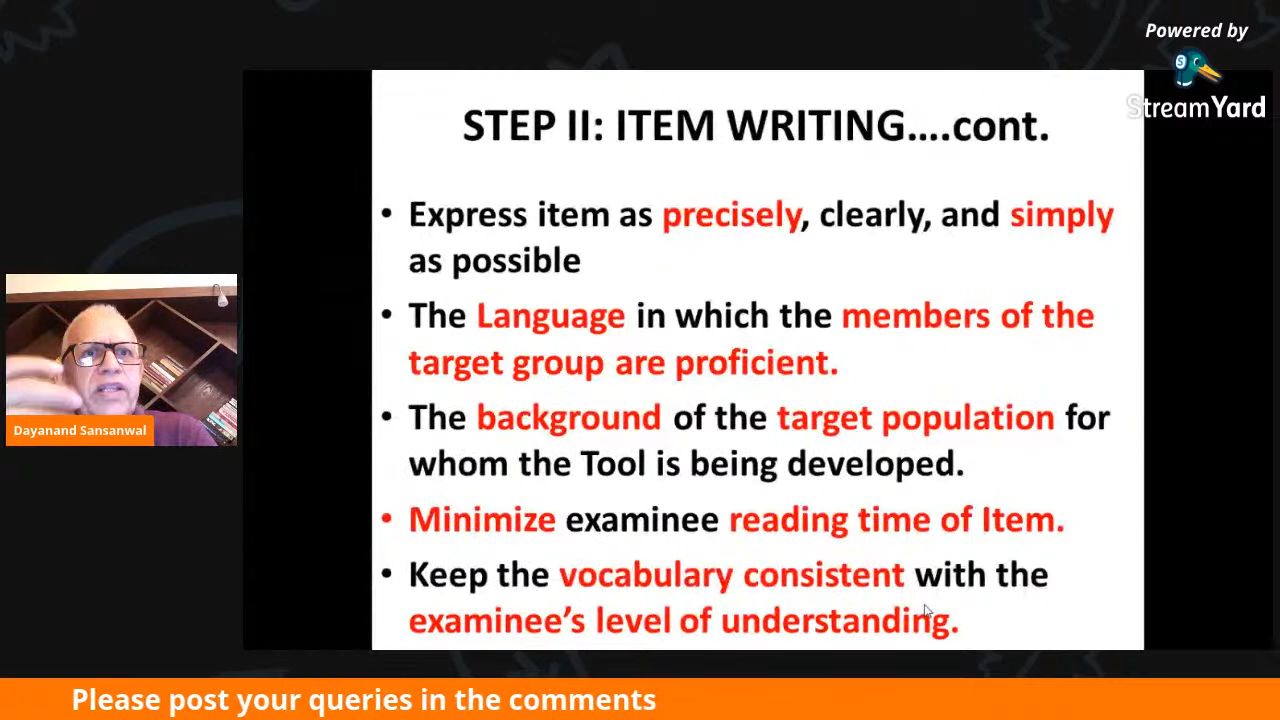 Powered by
StreamYard
STEP II: ITEM WRITING....cont.
• Express item as precisely, clearly, and simply
as possible
• The Language in which the members of the
target group are proficient.
• The background of the target population for
whom the Tool is being developed.
• Minimize examinee reading time of Item.
• Keep the vocabulary consistent with the
examinee's level of understanding.
Dayanand Sansanwal
Please post your queries in the comments